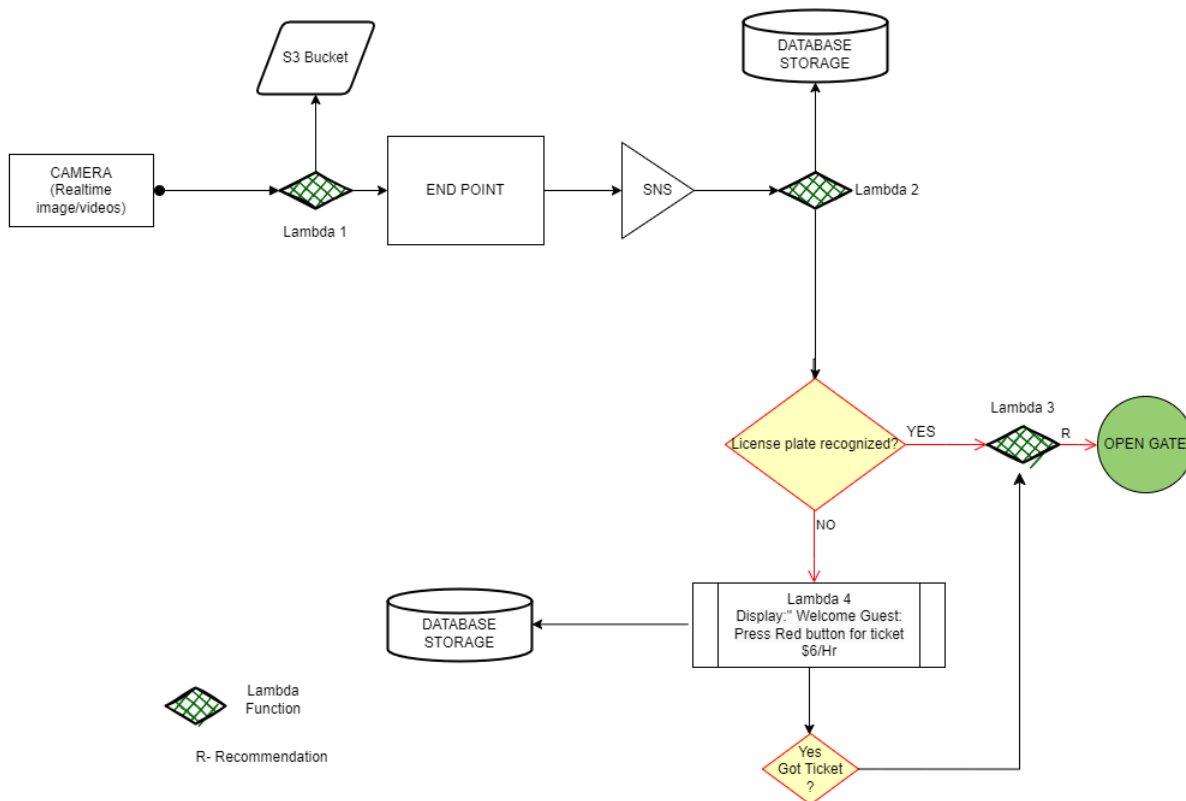 S3 Bucket
DATABASE
STORAGE
CAMERA
(Realtime
image/videos)
Lambda 1
END POINT
SNS
Lambda 2
License plate recognized?
YES
Lambda 3
R
OPEN GATE
NO
Lambda 4
Display:" Welcome Guest:
Press Red button for ticket
$6/Hr
DATABASE
STORAGE
Lambda
Function
R- Recommendation
Yes
Got Ticket
?